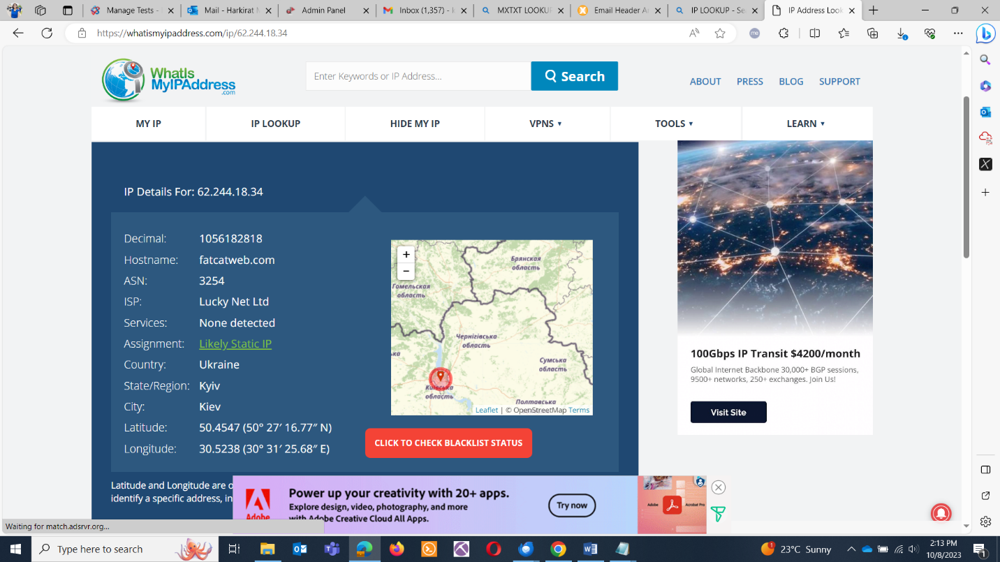 Manage Tests -
Mail - Harkirat
Admin Panel
Inbox (1,357) -
MXTXT LOOKUP
Email Header An
IP LOOKUP - Se
IP Address Look
https://whatismyipaddress.com/ip/62.244.18.34
WhatIs
MyIPAddress
.com
Enter Keywords or IP Address...
Search
ABOUT PRESS BLOG SUPPORT
MY IP IP LOOKUP HIDE MY IP VPNS TOOLS LEARN
IP Details For: 62.244.18.34
Decimal: 1056182818
Hostname: fatcatweb.com
ASN: 3254
ISP: Lucky Net Ltd
Services: None detected
Assignment: Likely Static IP
Country: Ukraine
State/Region: Kyiv
City: Kiev
Latitude: 50.4547 (50° 27′ 16.77″ N)
Longitude: 30.5238 (30° 31′ 25.68″ E)
+
−
Брянская
область
Гомельская
область
Чернігівська
область
ька
Сумська
область
Київська
область
Полтавська
Leaflet | © OpenStreetMap Terms
CLICK TO CHECK BLACKLIST STATUS
100Gbps IP Transit $4200/month
Global Internet Backbone 30,000+ BGP sessions,
9500+ networks, 250+ exchanges. Join Us!
Visit Site
Latitude and Longitude are o
identify a specific address, in
Adobe
Power up your creativity with 20+ apps.
Explore design, video, photography, and more
with Adobe Creative Cloud All Apps.
Try now
Adobe
Acrobat Pro
Waiting for match.adsrvr.org...
Type here to search
23°C Sunny
2:13 PM
10/8/2023
1